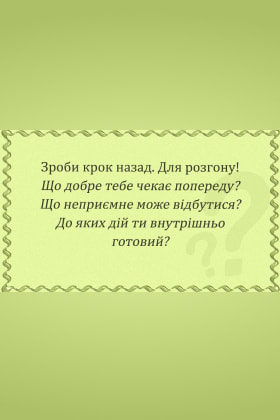 Зроби крок назад. Для розгону!
Що добре тебе чекає попереду?
Що неприємне може відбутися?
До яких дій ти внутрішньо
готовий?